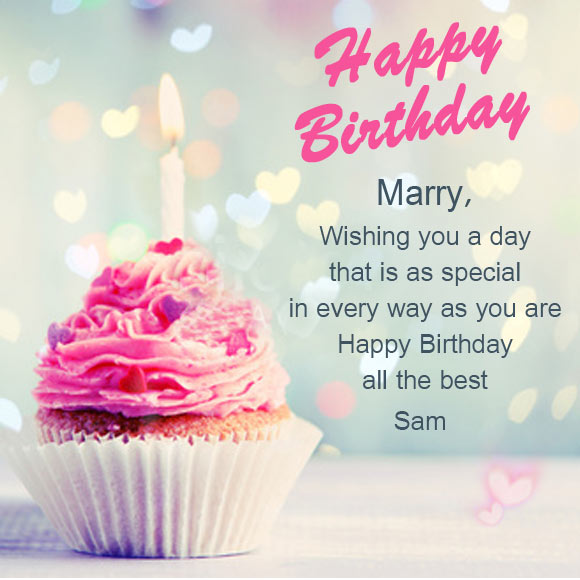 Happy
Birthday
Marry,
Wishing you a day
that is as special
in every way as you are
Happy Birthday
all the best
Sam